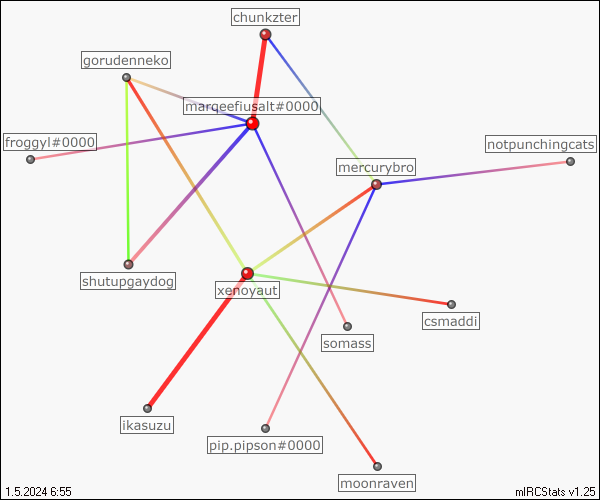 chunkzter
gorudenneko
marqeefiusalt#0000
froggyl#0000
notpunchingcats
mercurybro
shutupgaydog
xenoyaut
csmaddi
somass
ikasuzu
pip.pipson#0000
moonraven
1.5.2024 6:55
mIRCStats v1.25